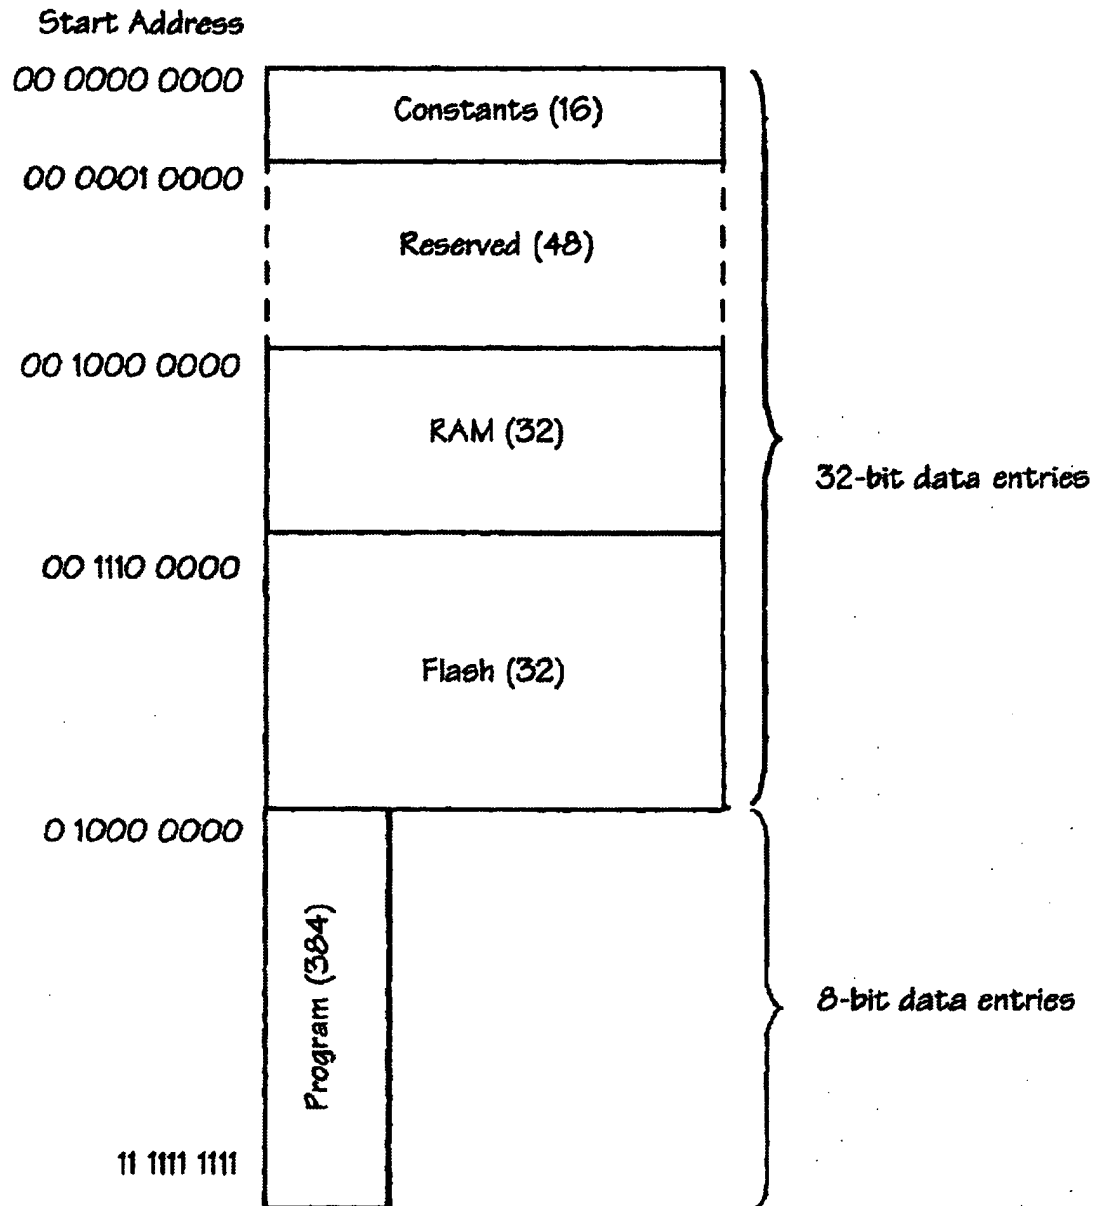 Start Address
00 0000 0000
Constants (16)
00 0001 0000
Reserved (48)
00 1000 0000
RAM (32)
32-bit data entries
00 1110 0000
Flash (32)
0 1000 0000
Program (384)
8-bit data entries
11 1111 1111